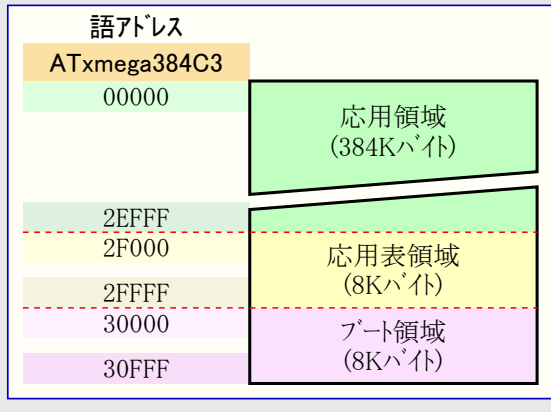 語アドレス
ATxmega384C3
00000
応用領域
(384Kバイト)
2EFFF
2F000
応用表領域
(8Kバイト)
2FFFF
30000
ブート領域
(8Kバイト)
30FFF